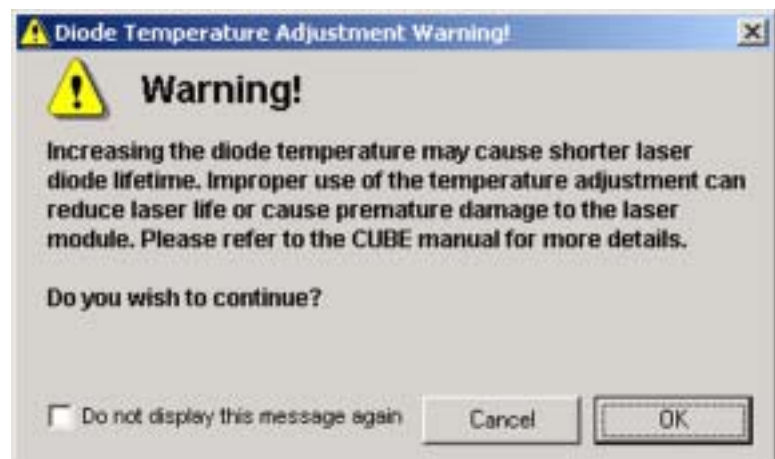 Diode Temperature Adjustment Warning!
Warning!
Increasing the diode temperature may cause shorter laser
diode lifetime. Improper use of the temperature adjustment can
reduce laser life or cause premature damage to the laser
module. Please refer to the CUBE manual for more details.
Do you wish to continue?
Do not display this message again
Cancel
OK